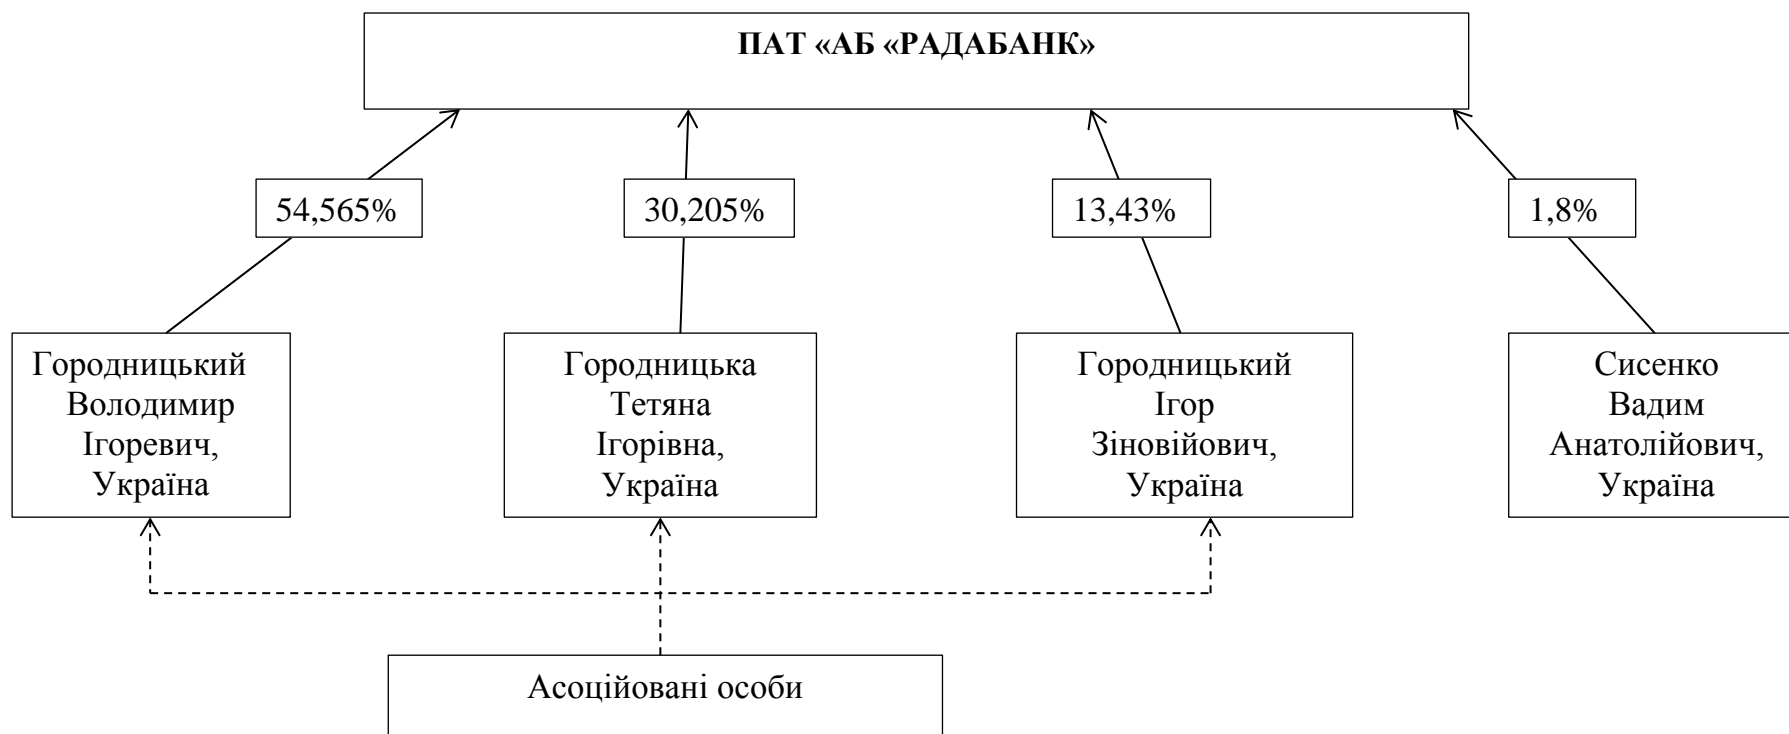 ПАТ «АБ «РАДАБАНК»
54,565%
30,205%
13,43%
1,8%
Городницький
Володимир
Ігоревич,
Україна
Городницька
Тетяна
Ігорівна,
Україна
Городницький
Ігор
Зіновійович,
Україна
Сисенко
Вадим
Анатолійович,
Україна
Асоційовані особи